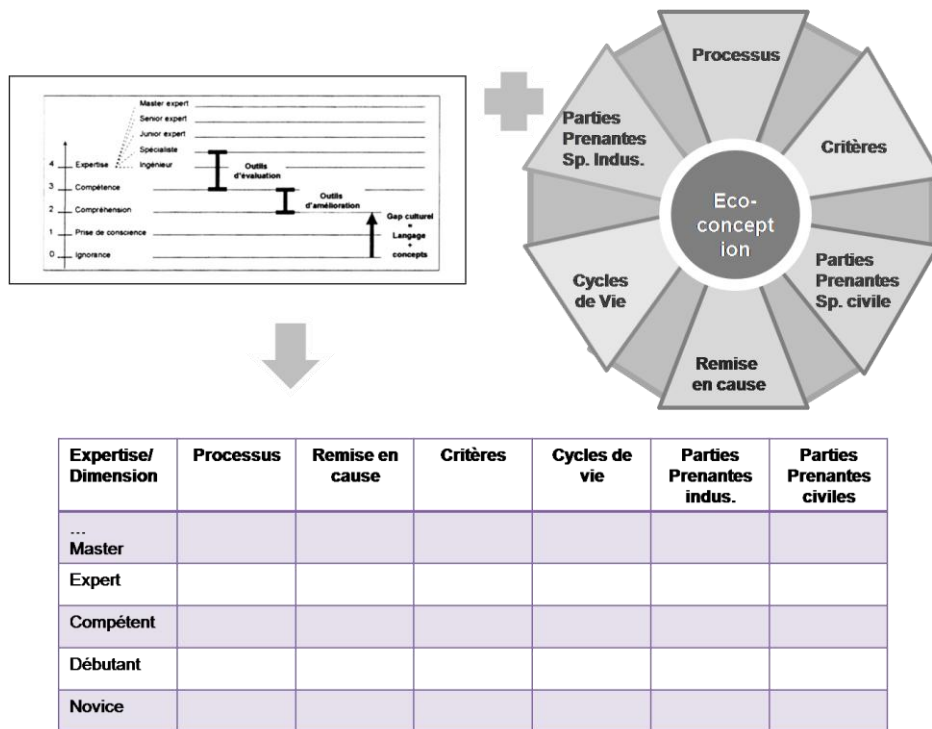 Master expert
Senior expert
Junior expert
Spécialiste
4 Expertise Ingénieur
Outils
d'évaluation
3 Compétence
Outils
d'amélioration
2 Compréhension
Gap culturel
=
Langage
+
concepts
1 Prise de conscience
0 Ignorance
Processus
Parties
Prenantes
Sp. Indus.
Critères
Eco-
concept
ion
Cycles
de Vie
Parties
Prenantes
Sp. civile
Remise
en cause
Expertise/ Processus Remise en Critères Cycles de Parties Parties
Dimension cause vie Prenantes Prenantes
indus. civiles
...
Master
Expert
Compétent
Débutant
Novice